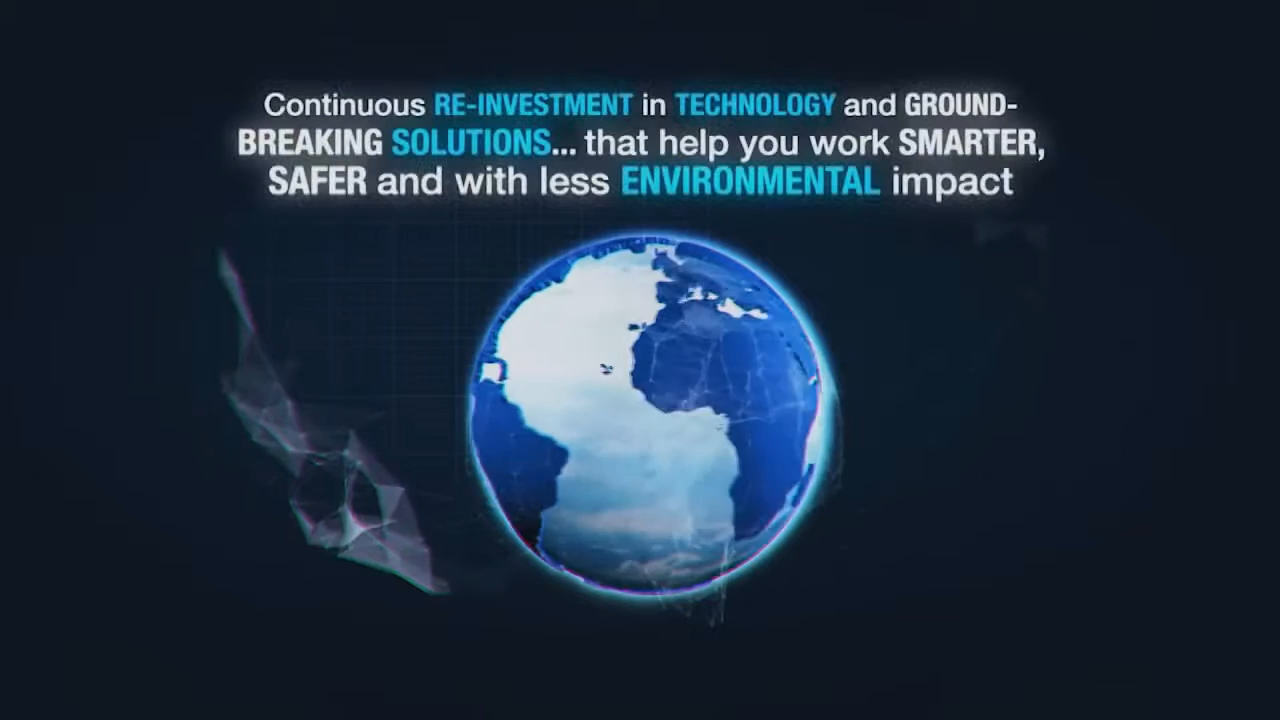 Continuous RE-INVESTMENT in TECHNOLOGY and GROUND-
BREAKING SOLUTIONS... that help you work SMARTER,
SAFER and with less ENVIRONMENTAL impact